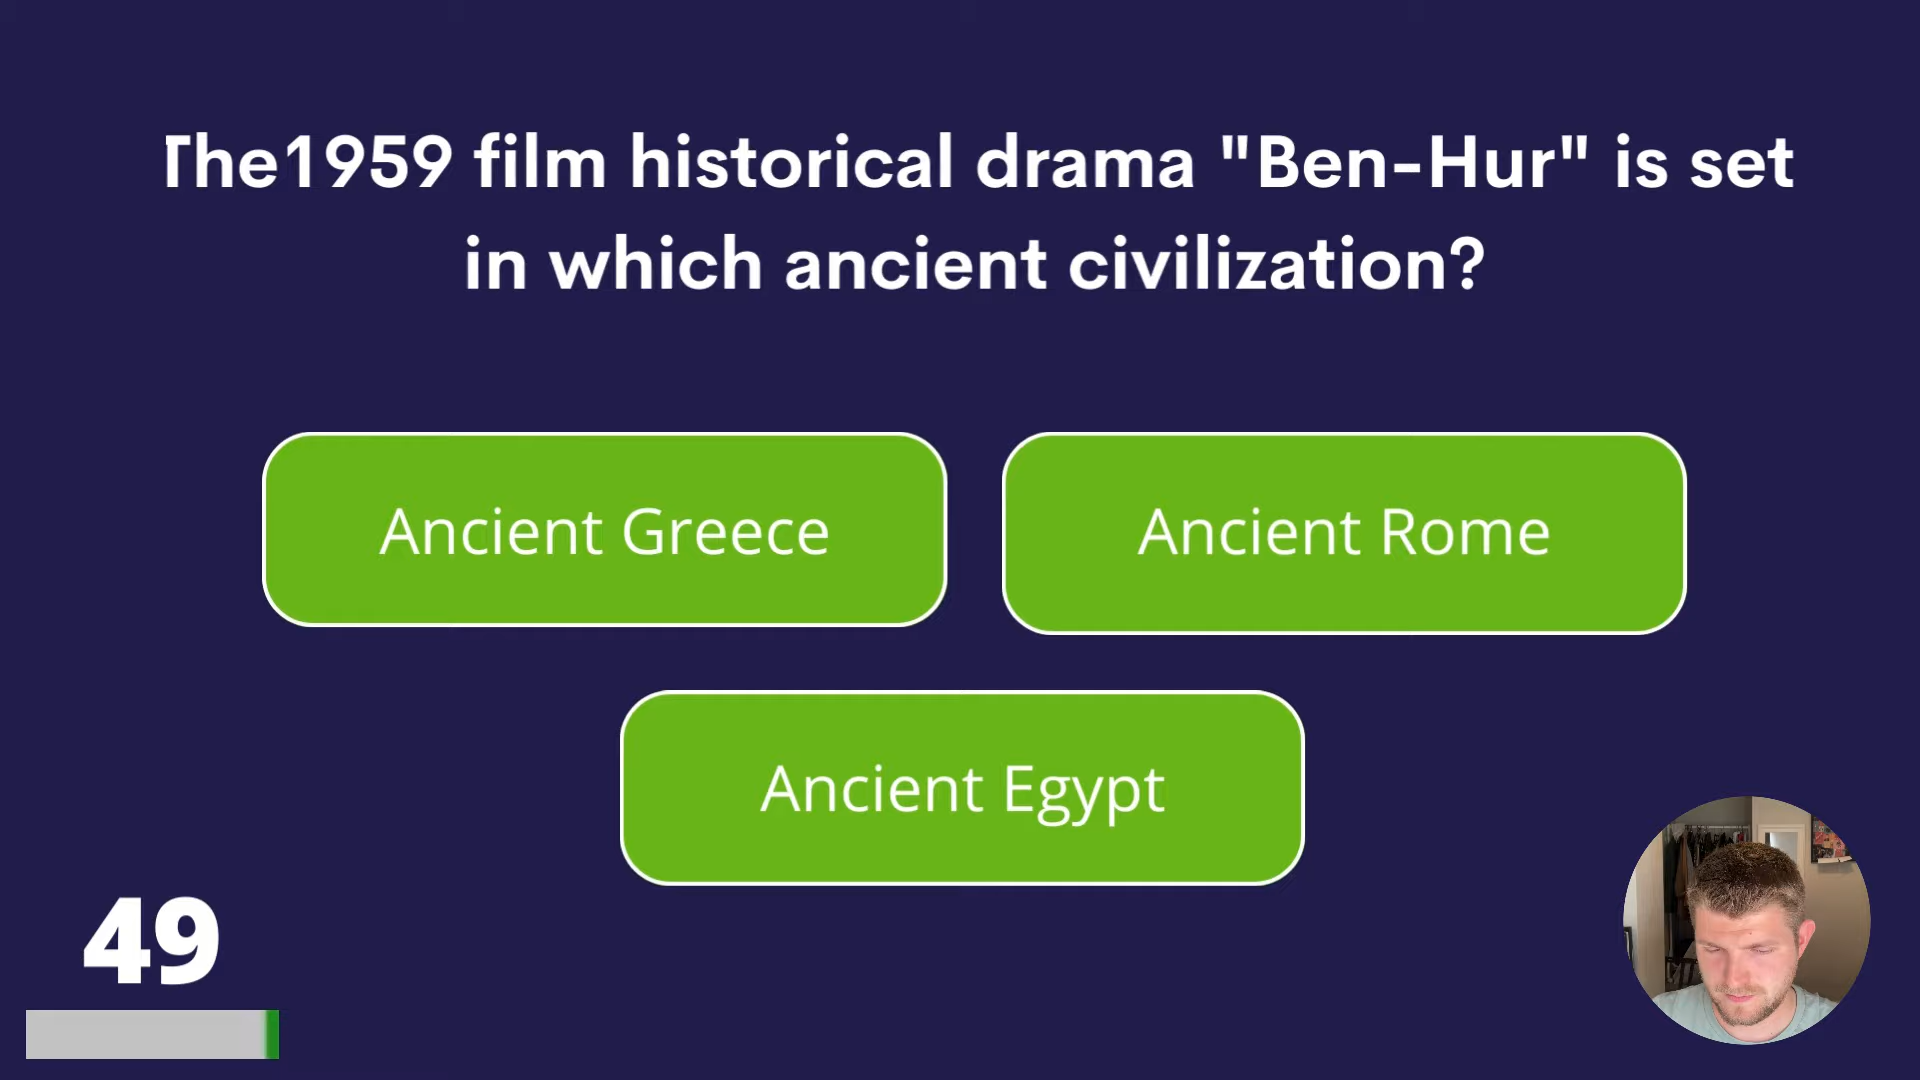 The1959 film historical drama "Ben-Hur" is set
in which ancient civilization?
Ancient Greece
Ancient Rome
Ancient Egypt
49